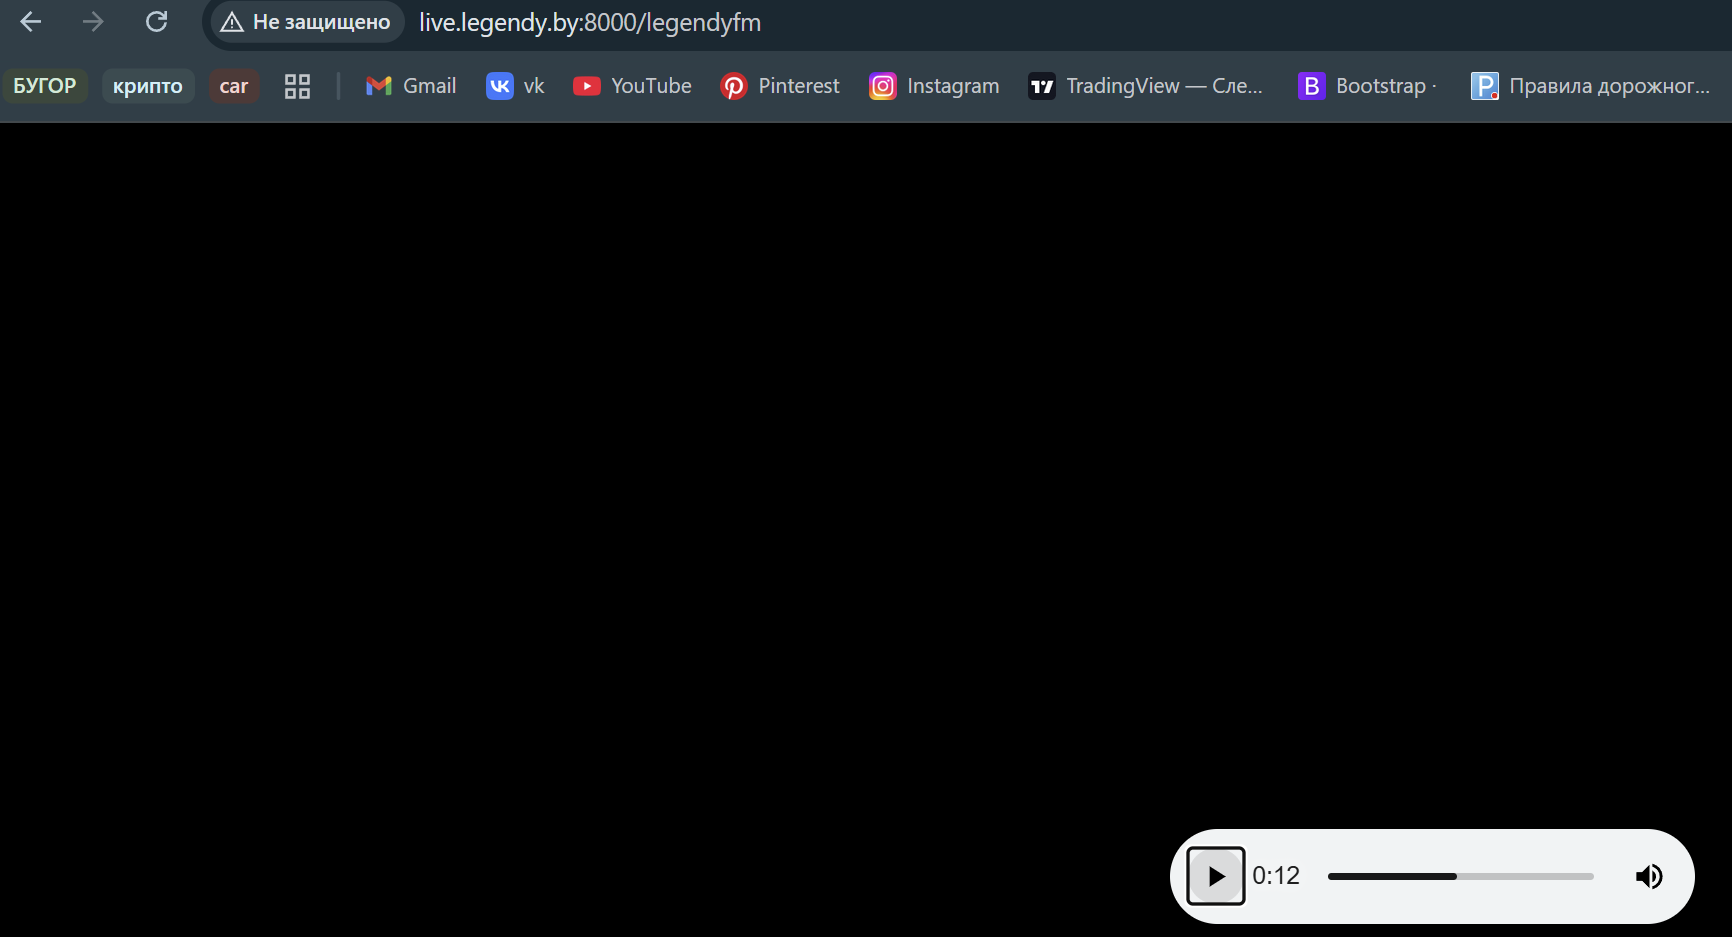 Не защищено live.legendy.by:8000/legendyfm
БУГОР крипто car Gmail vk YouTube Pinterest Instagram TradingView — Сле... Bootstrap · Правила дорожног...
0:12